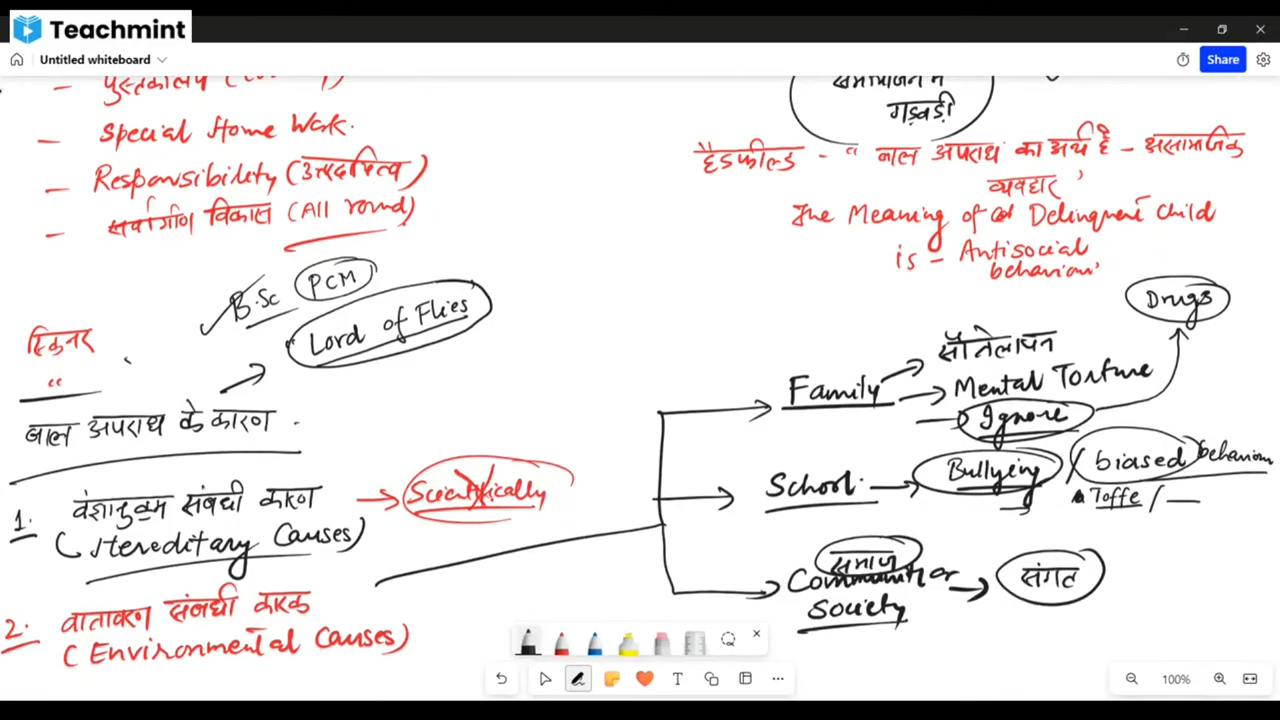 Teachmint
Untitled whiteboard
Share
पुस्तकालय
- Special Home Work.
- Responsibility (उत्तरदायित्व)
- सर्वांगीण विकास (All round)
समायोजन में
गड़बड़ी
हैडफील्ड - " बाल अपराध का अर्थ है - असामाजिक
व्यवहार "
The Meaning of Delinquent Child
is - Antisocial
behaviour
B.Sc PCM
Lord of Flies
स्किनर
"
बाल अपराध के कारण .
1. वंशानुक्रम संबंधी कारण
(Hereditary Causes)
Scientifically
2. वातावरण संबंधी कारक
(Environmental Causes)
Drugs
Family
सौतेलापन
Mental Torture
Ignore
School.
Bullying / biased behaviour
Toffe / —
समाज
Community or
Society
संगत
100%